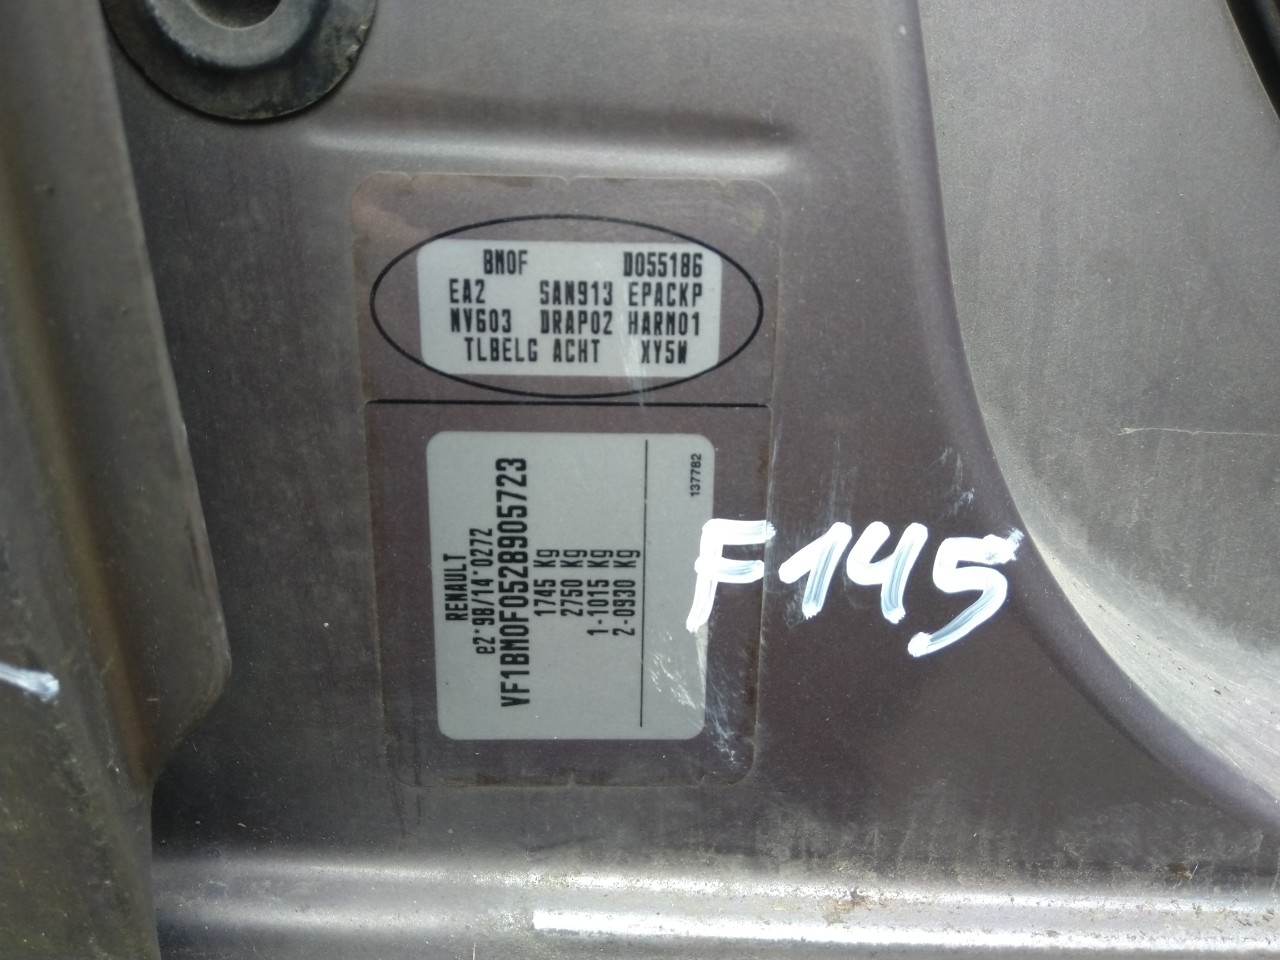 BM0F D055186
EA2 SAN913 EPACKP
NV603 DRAP02 HARM01
TLBELG ACHT XY5W
RENAULT
e2*98/14*0272
VF1BM0F0528905723
1745 Kg
2750 Kg
1-1015 Kg
2-0930 Kg
137782
F145